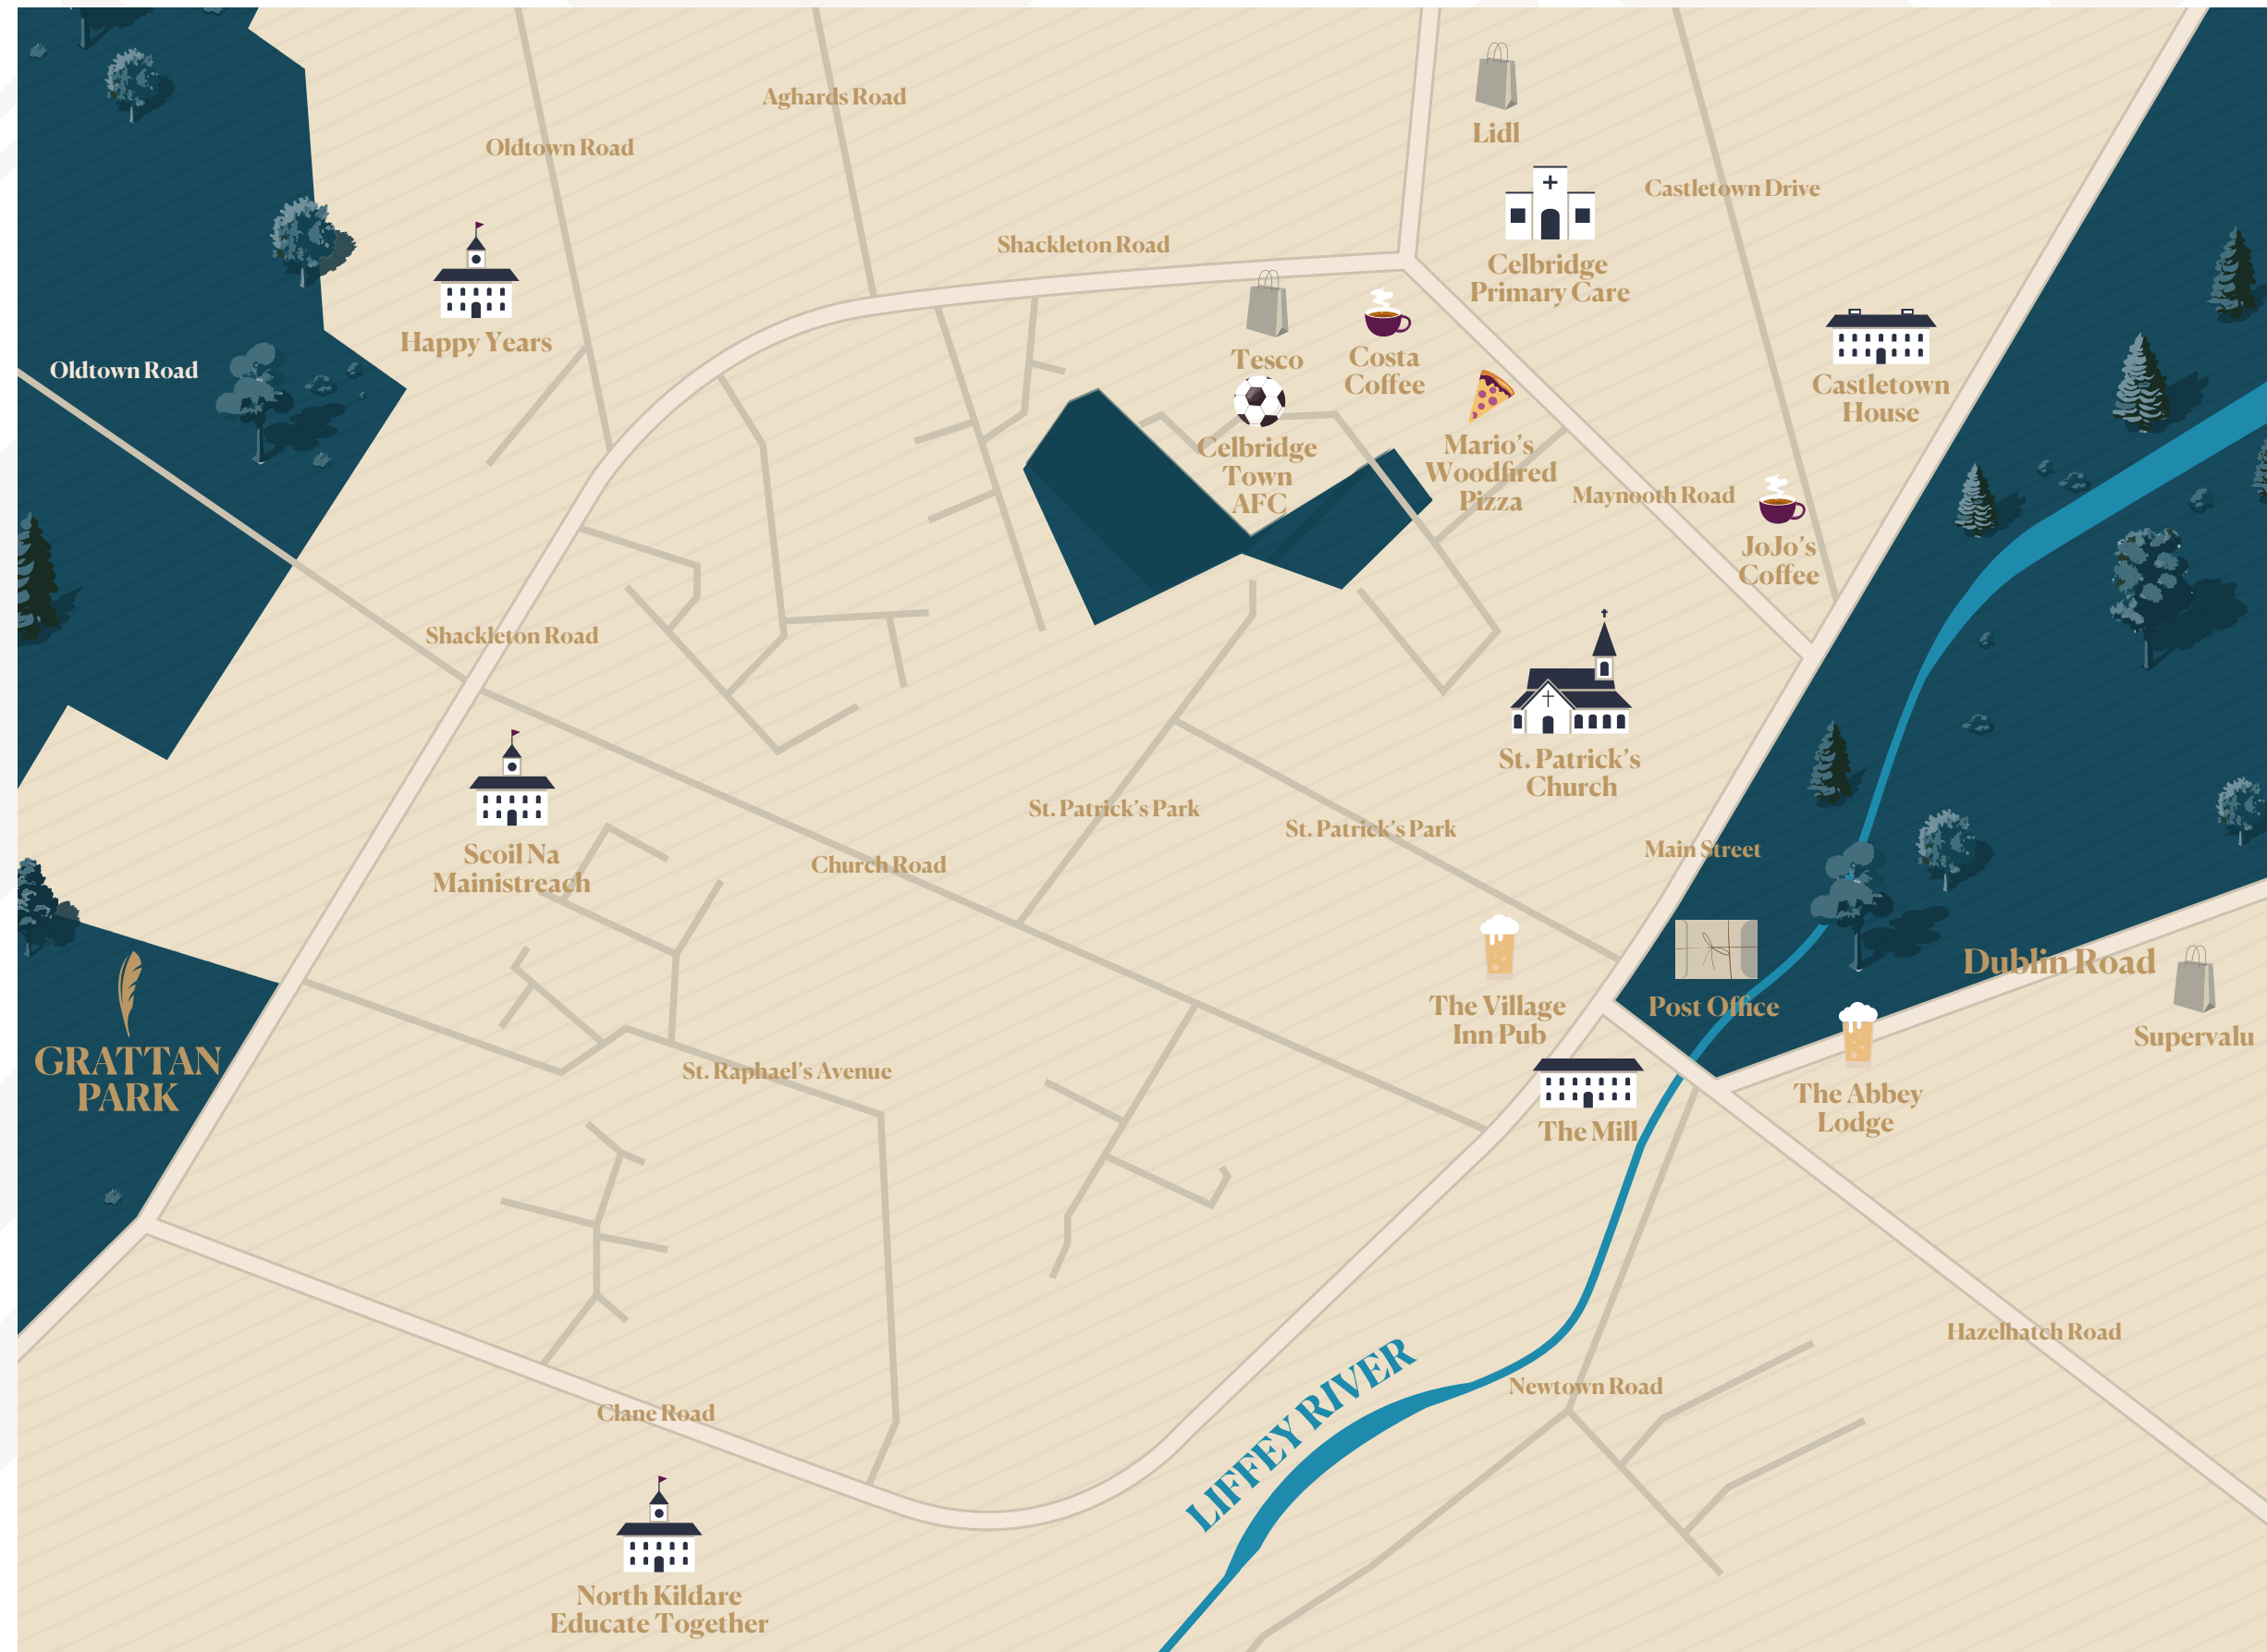 Aghards Road
Lidl
Oldtown Road
Castletown Drive
Shackleton Road
Celbridge
Primary Care
Happy Years
Tesco
Costa
Coffee
Oldtown Road
Castletown
House
Celbridge
Town
AFC
Mario's
Woodfired
Pizza
Maynooth Road
JoJo's
Coffee
Shackleton Road
St. Patrick's
Church
St. Patrick's Park
St. Patrick's Park
Main Street
Scoil Na
Mainistreach
Church Road
Dublin Road
The Village
Inn Pub
Post Office
Supervalu
GRATTAN
PARK
St. Raphael's Avenue
The Abbey
Lodge
The Mill
Hazelhatch Road
LIFFEY RIVER
Newtown Road
Clane Road
North Kildare
Educate Together